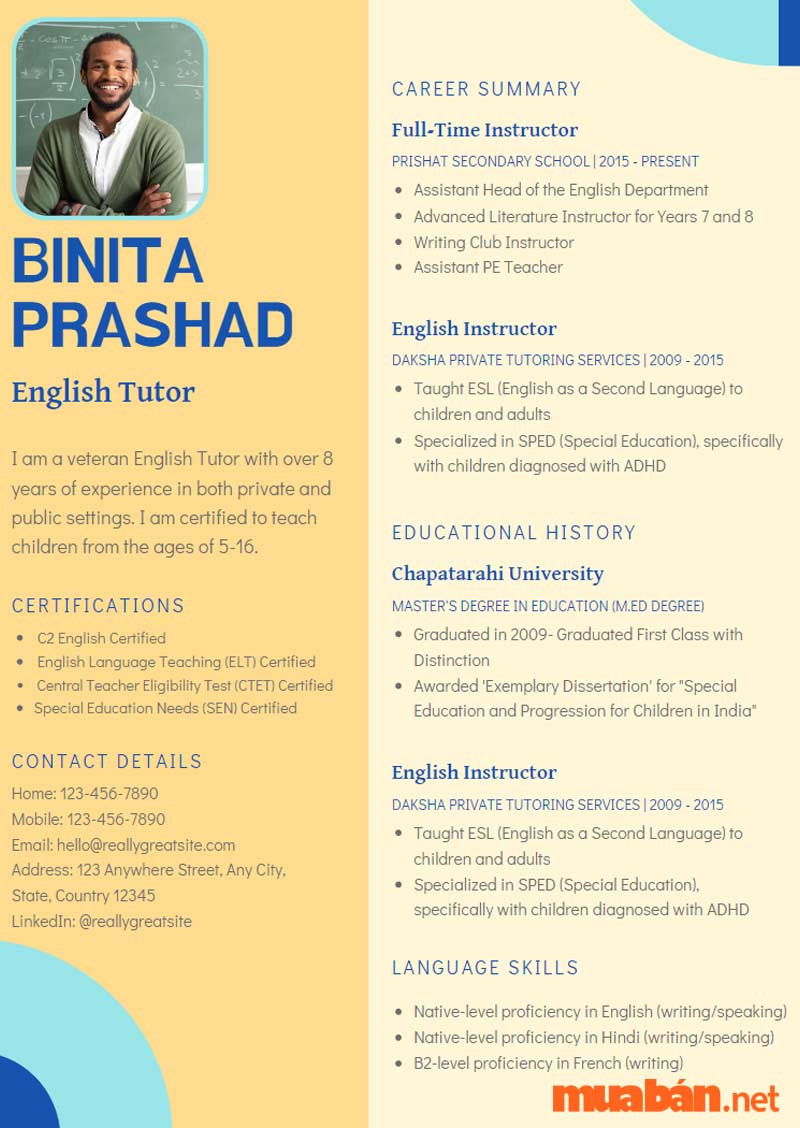 BINITA
PRASHAD
English Tutor
I am a veteran English Tutor with over 8
years of experience in both private and
public settings. I am certified to teach
children from the ages of 5-16.
CERTIFICATIONS
• C2 English Certified
• English Language Teaching (ELT) Certified
• Central Teacher Eligibility Test (CTET) Certified
• Special Education Needs (SEN) Certified
CONTACT DETAILS
Home: 123-456-7890
Mobile: 123-456-7890
Email: hello@reallygreatsite.com
Address: 123 Anywhere Street, Any City,
State, Country 12345
LinkedIn: @reallygreatsite
CAREER SUMMARY
Full-Time Instructor
PRISHAT SECONDARY SCHOOL | 2015 - PRESENT
• Assistant Head of the English Department
• Advanced Literature Instructor for Years 7 and 8
• Writing Club Instructor
• Assistant PE Teacher
English Instructor
DAKSHA PRIVATE TUTORING SERVICES | 2009 - 2015
• Taught ESL (English as a Second Language) to
children and adults
• Specialized in SPED (Special Education), specifically
with children diagnosed with ADHD
EDUCATIONAL HISTORY
Chapatarahi University
MASTER'S DEGREE IN EDUCATION (M.ED DEGREE)
• Graduated in 2009- Graduated First Class with
Distinction
• Awarded 'Exemplary Dissertation' for "Special
Education and Progression for Children in India"
English Instructor
DAKSHA PRIVATE TUTORING SERVICES | 2009 - 2015
• Taught ESL (English as a Second Language) to
children and adults
• Specialized in SPED (Special Education),
specifically with children diagnosed with ADHD
LANGUAGE SKILLS
• Native-level proficiency in English (writing/speaking)
• Native-level proficiency in Hindi (writing/speaking)
• B2-level proficiency in French (writing)
muabán.net